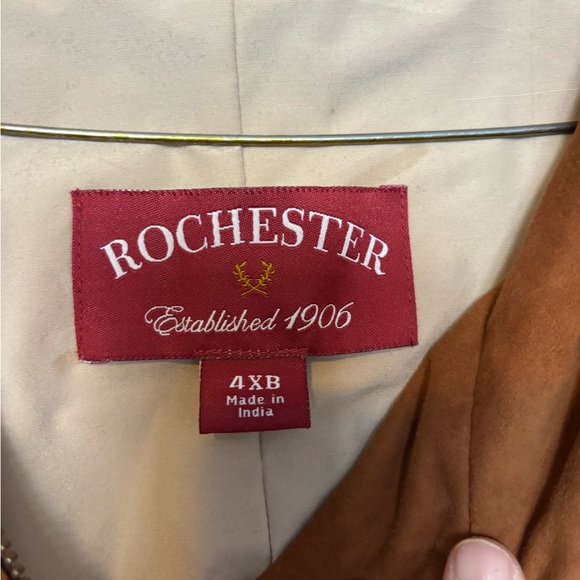 ROCHESTER
Established 1906
4XB
Made in
India